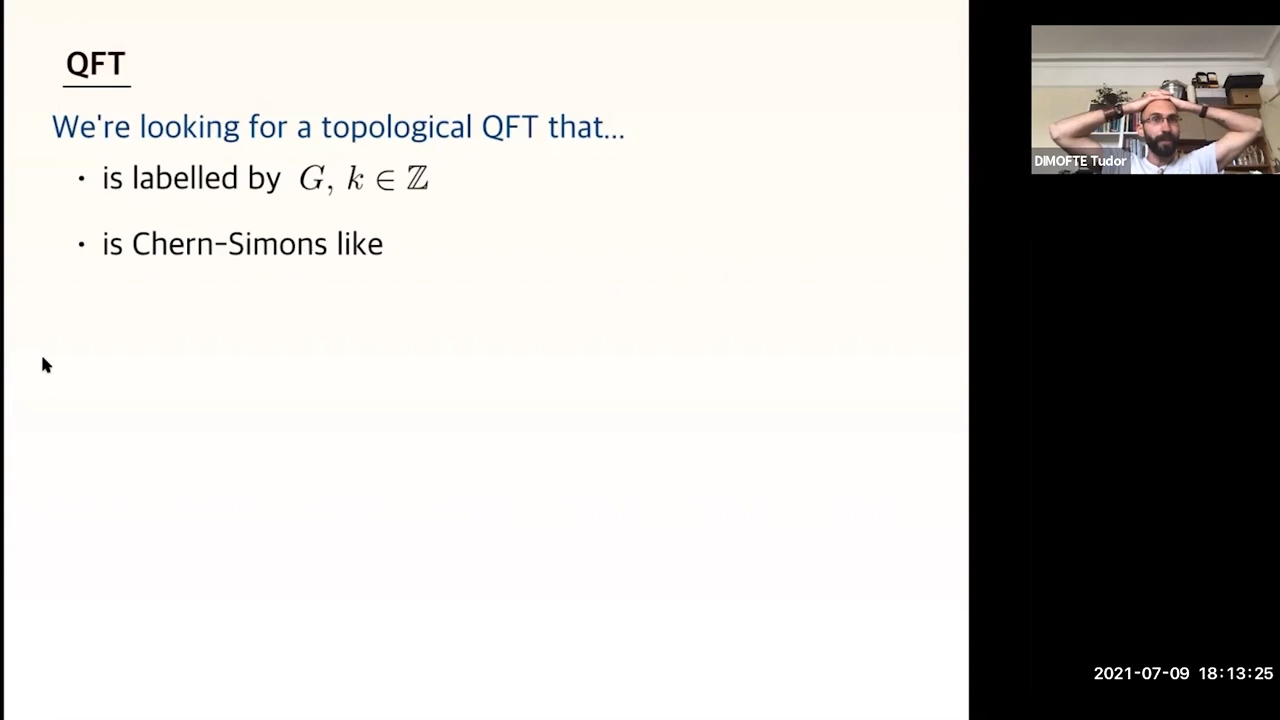 QFT
We're looking for a topological QFT that...
• is labelled by G, k ∈ ℤ
• is Chern-Simons like
DIMOFTE Tudor
2021-07-09 18:13:25